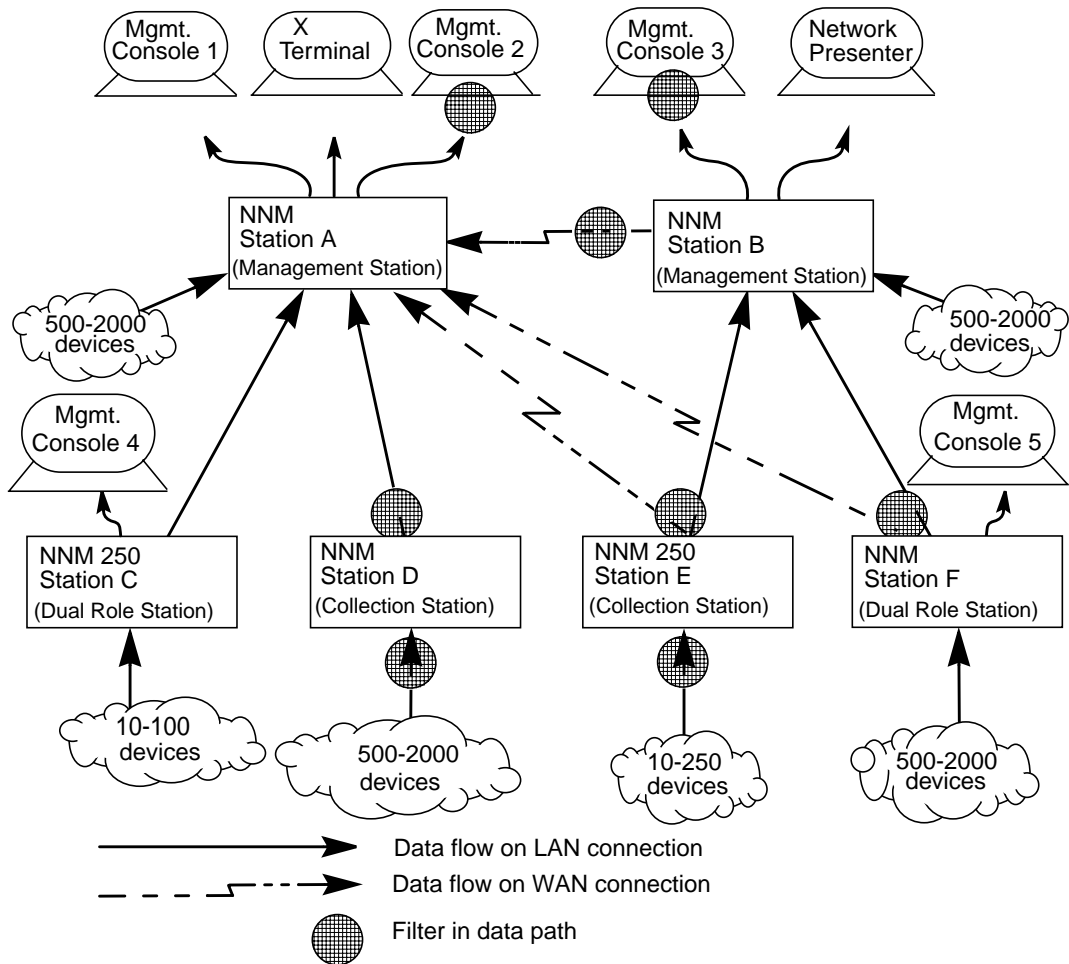 Mgmt.
Console 1
X
Terminal
Mgmt.
Console 2
Mgmt.
Console 3
Network
Presenter
NNM
Station A
(Management Station)
NNM
Station B
(Management Station)
500-2000
devices
500-2000
devices
Mgmt.
Console 4
Mgmt.
Console 5
NNM 250
Station C
(Dual Role Station)
NNM
Station D
(Collection Station)
NNM 250
Station E
(Collection Station)
NNM
Station F
(Dual Role Station)
10-100
devices
500-2000
devices
10-250
devices
500-2000
devices
Data flow on LAN connection
Data flow on WAN connection
Filter in data path